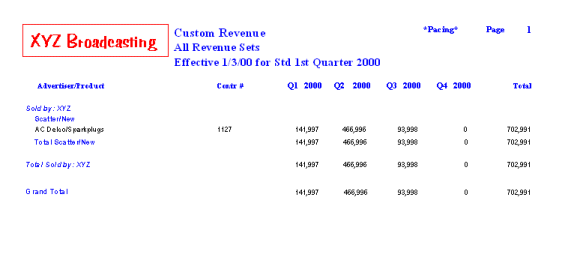 XYZ Broadcasting
Custom Revenue *Pacing* Page 1
All Revenue Sets
Effective 1/3/00 for Std 1st Quarter 2000
Advertiser/Product Contr # Q1 2000 Q2 2000 Q3 2000 Q4 2000 Total
Sold by: XYZ
Scatter/New
AC Delco/Sparkplugs 1127 141,997 466,996 93,998 0 702,991
Total Scatter/New 141,997 466,996 93,998 0 702,991
Total Sold by: XYZ 141,997 466,996 93,998 0 702,991
Grand Total 141,997 466,996 93,998 0 702,991